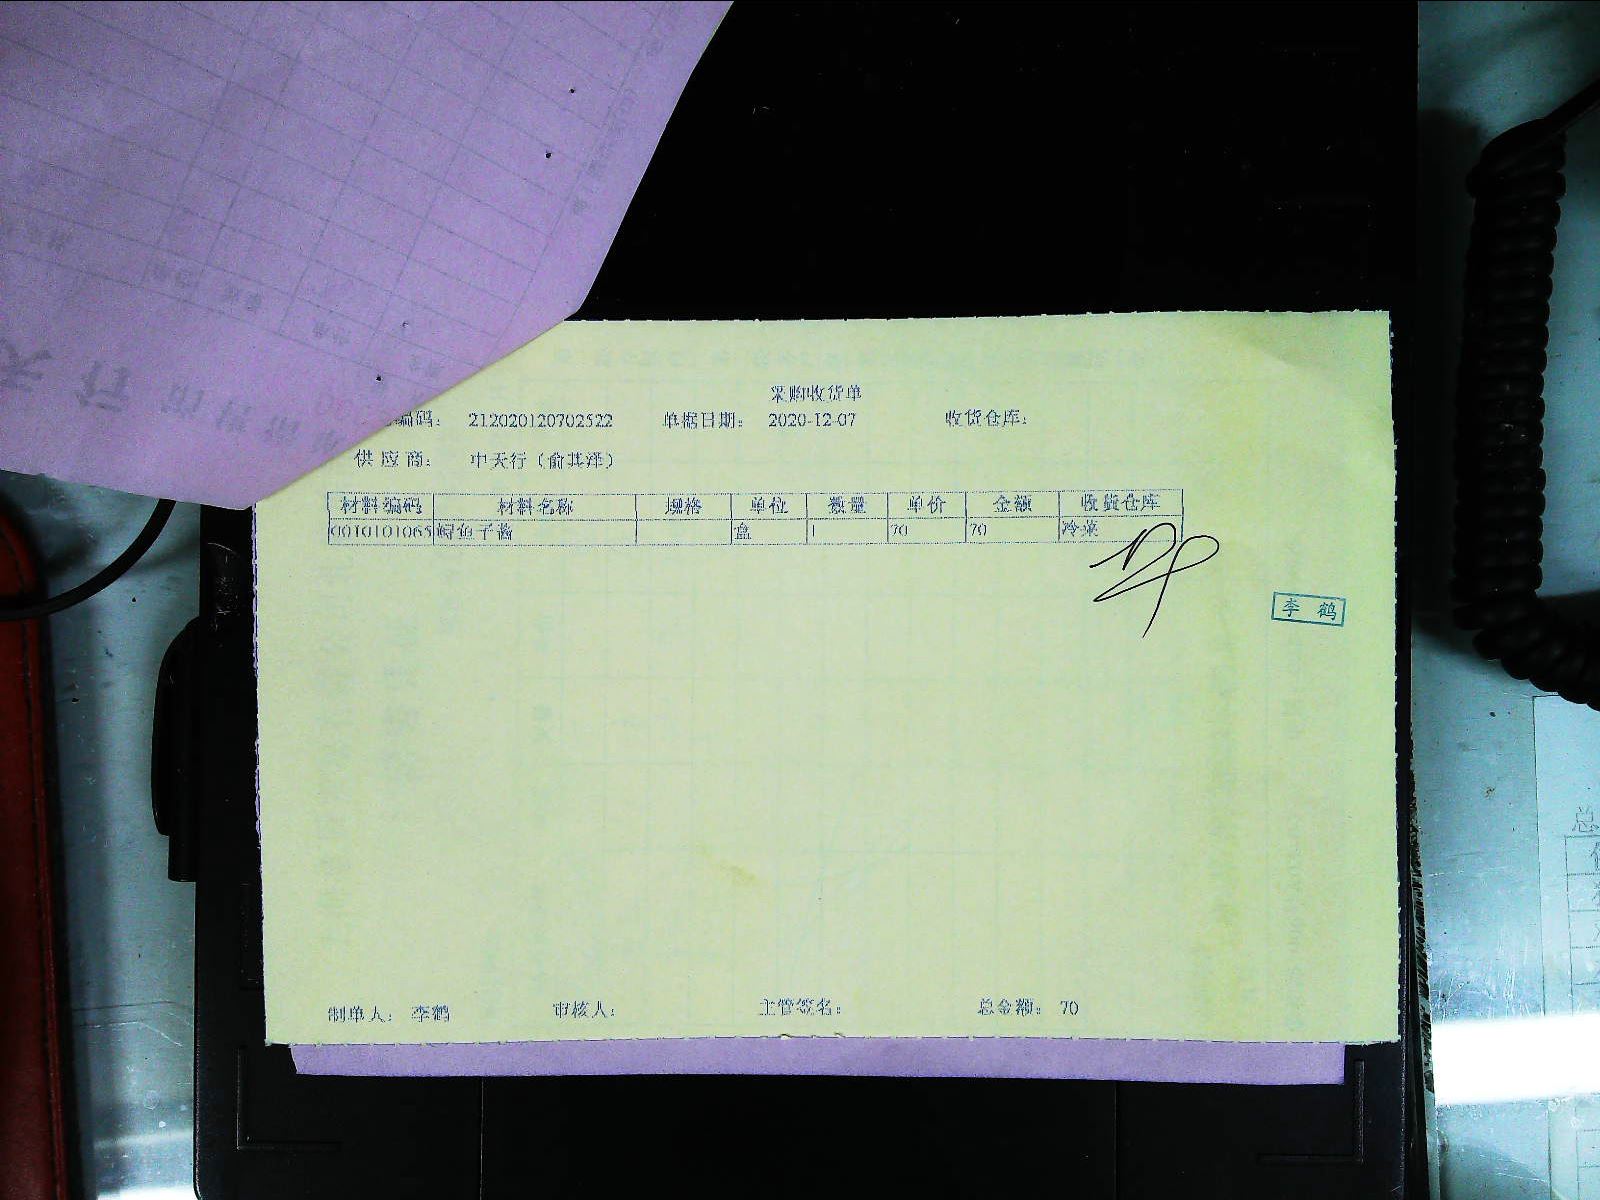 采购收货单
编码： 212020120702522 单据日期： 2020-12-07 收货仓库：
供应商： 中天行（俞其泽）
材料编码 材料名称 规格 单位 数量 单价 金额 收货仓库
0010101065 鲟鱼子酱 盒 1 70 70 冷菜
李鹤
制单人： 李鹤 审核人： 主管签名： 总金额： 70